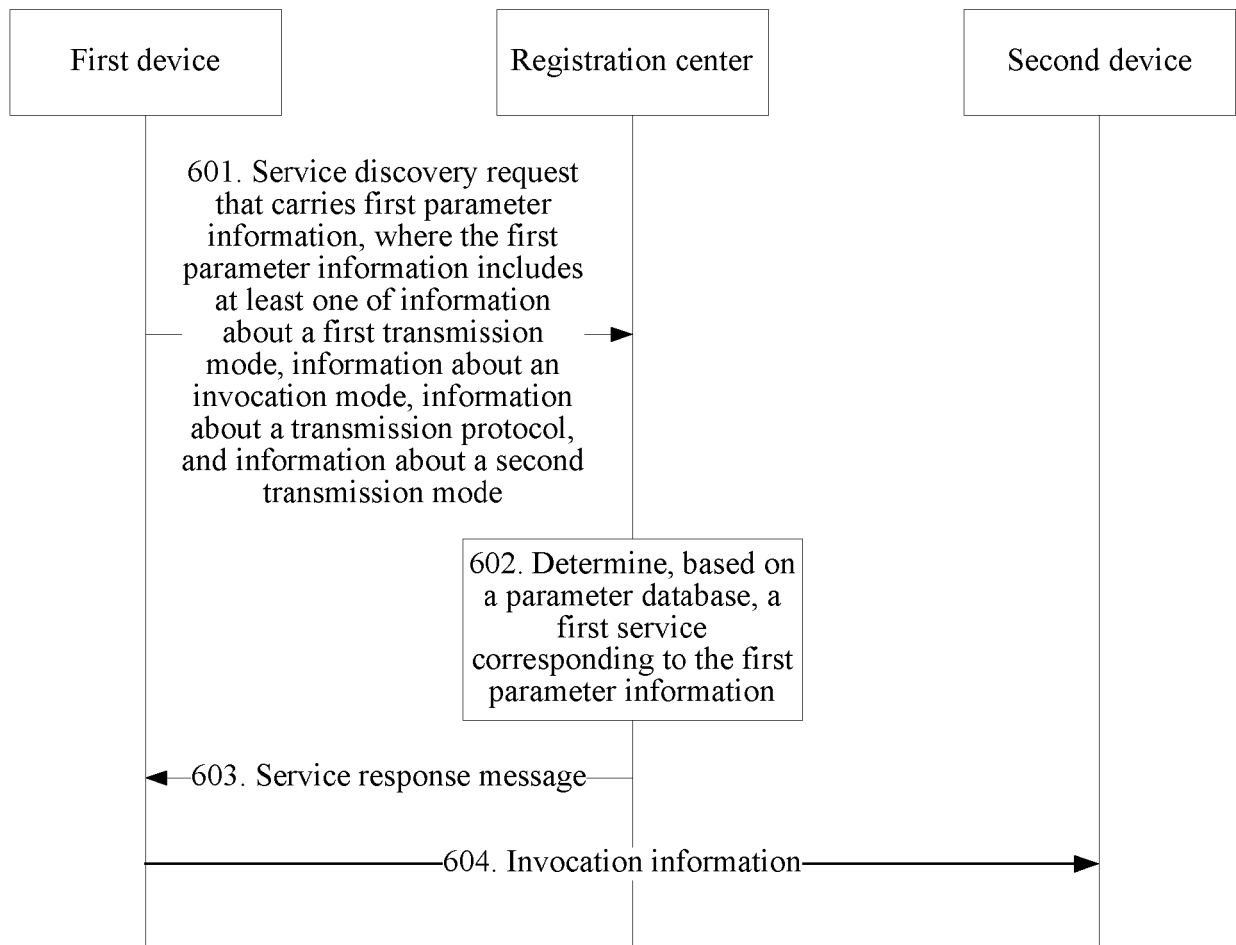 First device
Registration center
Second device
601. Service discovery request
that carries first parameter
information, where the first
parameter information includes
at least one of information
about a first transmission
mode, information about an
invocation mode, information
about a transmission protocol,
and information about a second
transmission mode
602. Determine, based on
a parameter database, a
first service
corresponding to the first
parameter information
603. Service response message
604. Invocation information